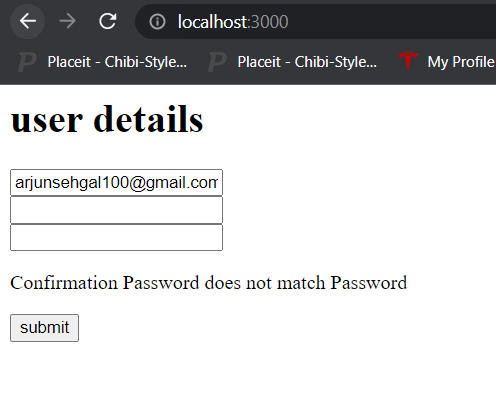 localhost:3000
Placeit - Chibi-Style... Placeit - Chibi-Style... My Profile
user details
arjunsehgal100@gmail.com
Confirmation Password does not match Password
submit